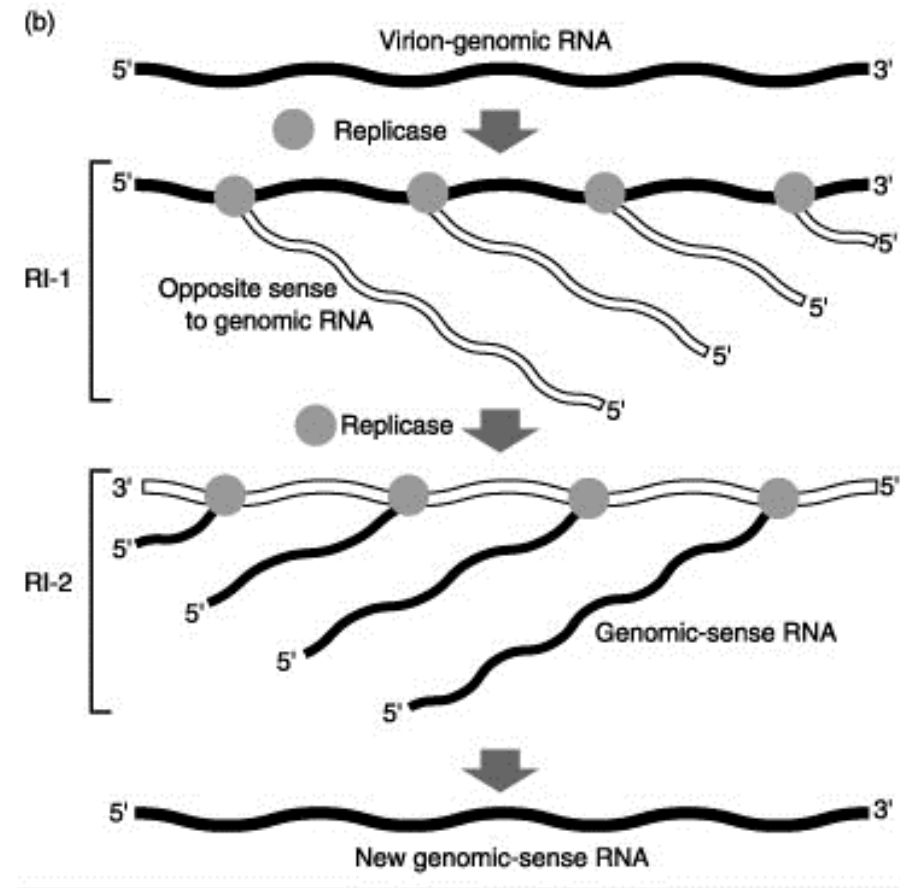 (b)
Virion-genomic RNA
5' 3'
Replicase
5' 3'
5'
RI-1
Opposite sense
to genomic RNA
5'
5'
5'
Replicase
3' 5'
5'
RI-2
5'
Genomic-sense RNA
5'
5'
5' 3'
New genomic-sense RNA